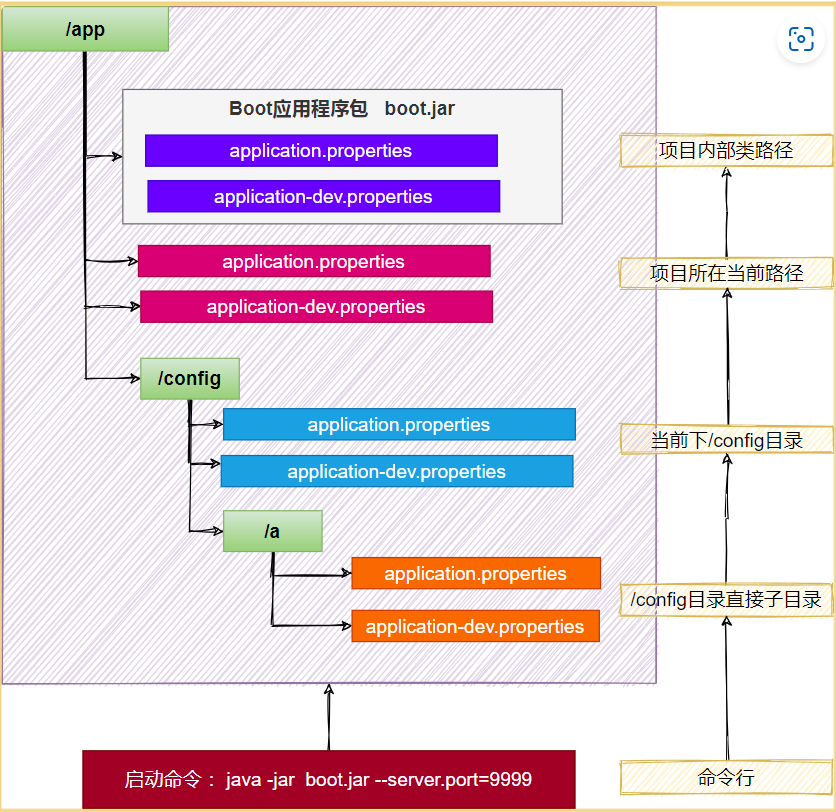 /app
Boot应用程序包 boot.jar
application.properties
application-dev.properties
application.properties
application-dev.properties
/config
application.properties
application-dev.properties
/a
application.properties
application-dev.properties
启动命令： java -jar boot.jar --server.port=9999
项目内部类路径
项目所在当前路径
当前下/config目录
/config目录直接子目录
命令行